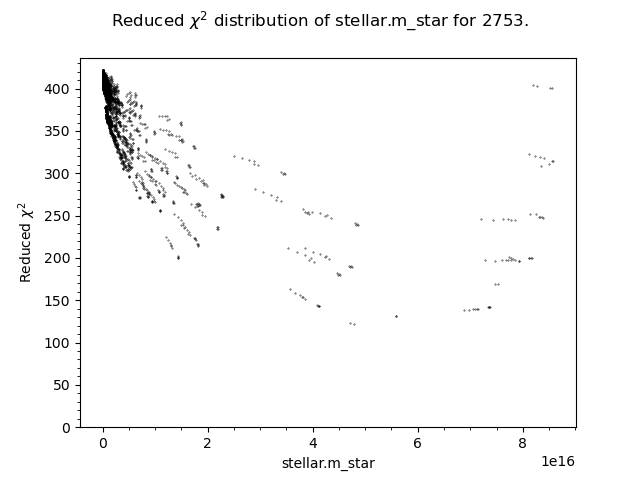 Reduced χ² distribution of stellar.m_star for 2753.
Reduced χ²
400
350
300
250
200
150
100
50
0
0 2 4 6 8
1e16
stellar.m_star